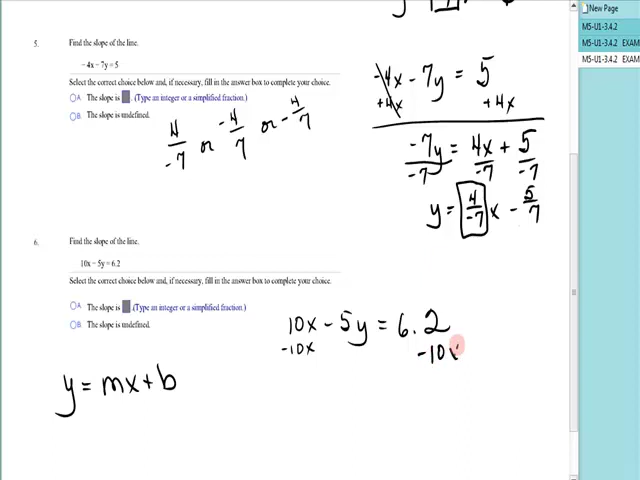 New Page
M5-U1-3.4.2
M5-U1-3.4.2 EXAM
M5-U1-3.4.2 EXAM
5. Find the slope of the line.
− 4x − 7y = 5
Select the correct choice below and, if necessary, fill in the answer box to complete your choice.
A. The slope is . (Type an integer or a simplified fraction.)
B. The slope is undefined.
4/-7 or -4/7 or -4/7
-4x - 7y = 5
+4x +4x
-7y = 4x + 5
-7 -7 -7
y = 4/-7 x - 5/7
6. Find the slope of the line.
10x − 5y = 6.2
Select the correct choice below and, if necessary, fill in the answer box to complete your choice.
A. The slope is . (Type an integer or a simplified fraction.)
B. The slope is undefined.
10x - 5y = 6.2
-10x -10x
y = mx + b